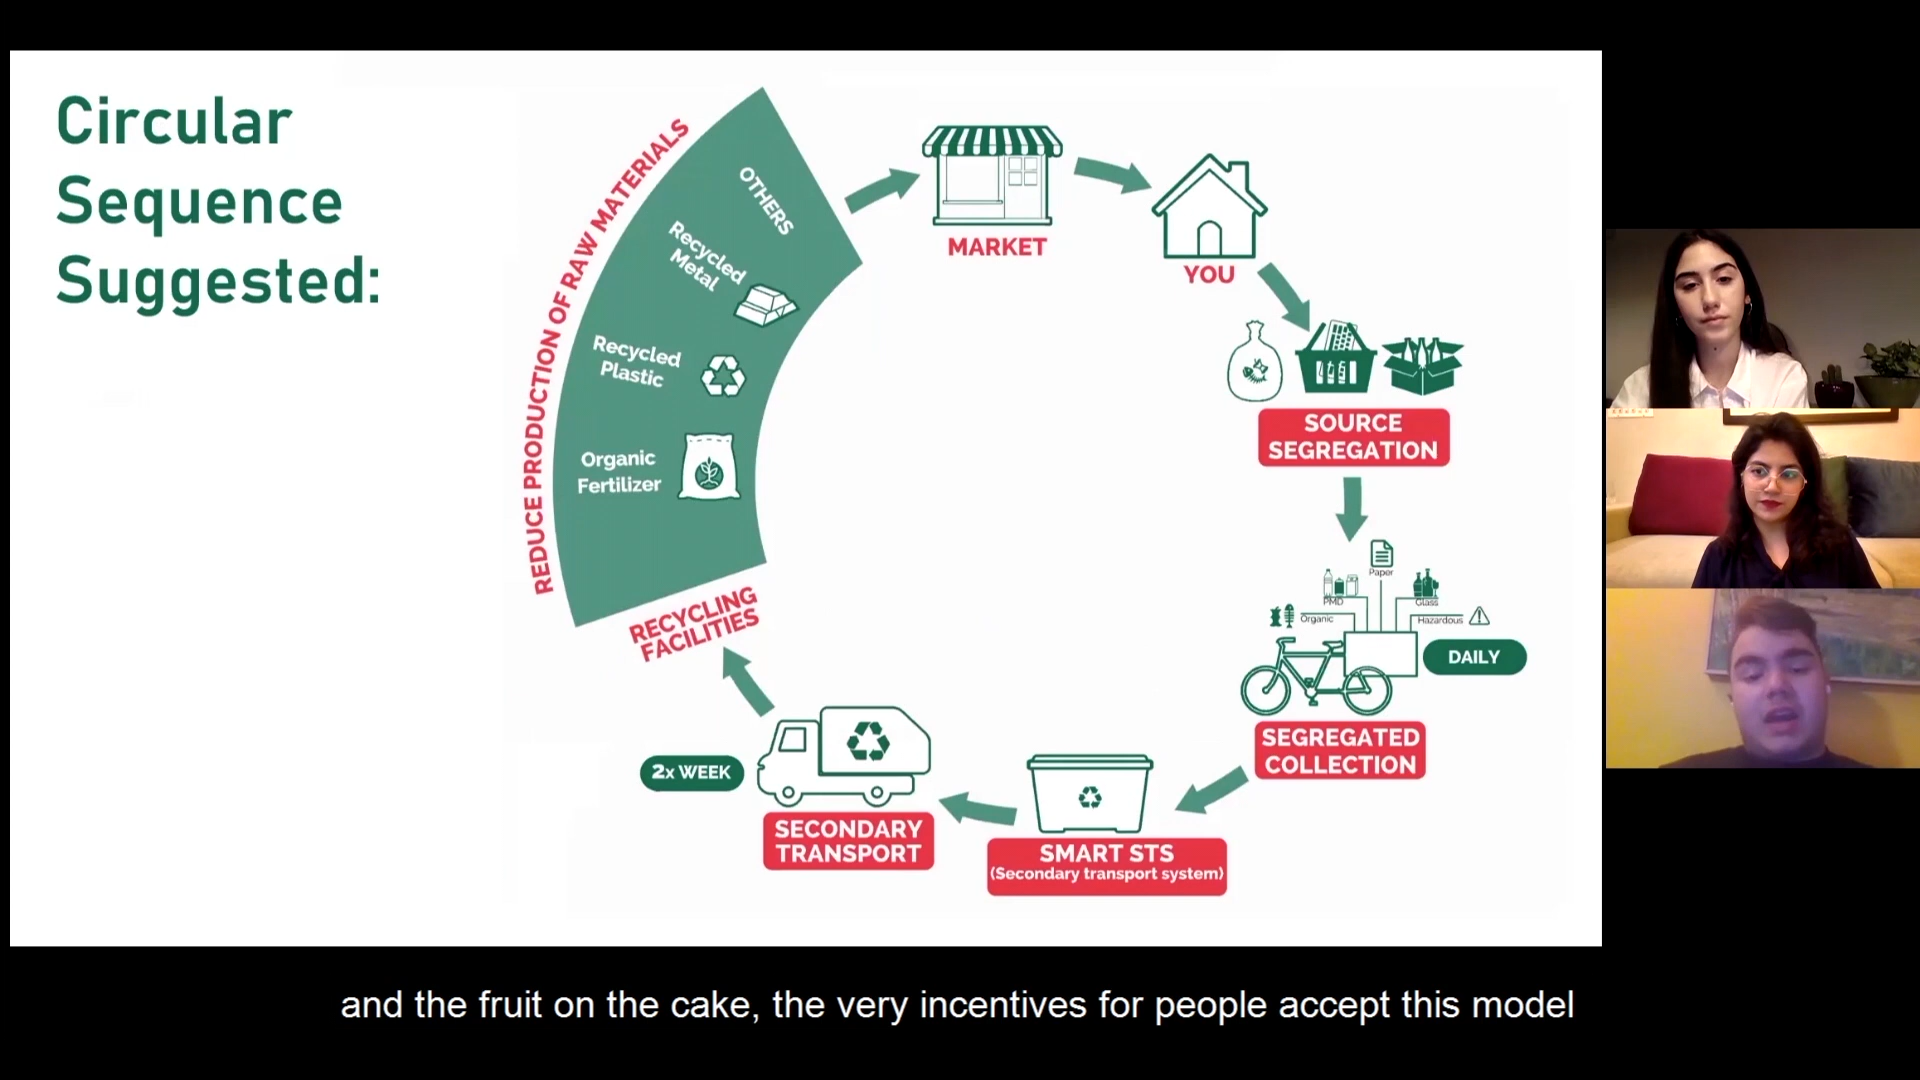 Circular
Sequence
Suggested:
REDUCE PRODUCTION OF RAW MATERIALS
OTHERS
Recycled
Metal
Recycled
Plastic
Organic
Fertilizer
RECYCLING
FACILITIES
MARKET
YOU
SOURCE
SEGREGATION
Paper
PMD
Glass
Organic
Hazardous
DAILY
SEGREGATED
COLLECTION
SMART STS
(Secondary transport system)
2x WEEK
SECONDARY
TRANSPORT
and the fruit on the cake, the very incentives for people accept this model